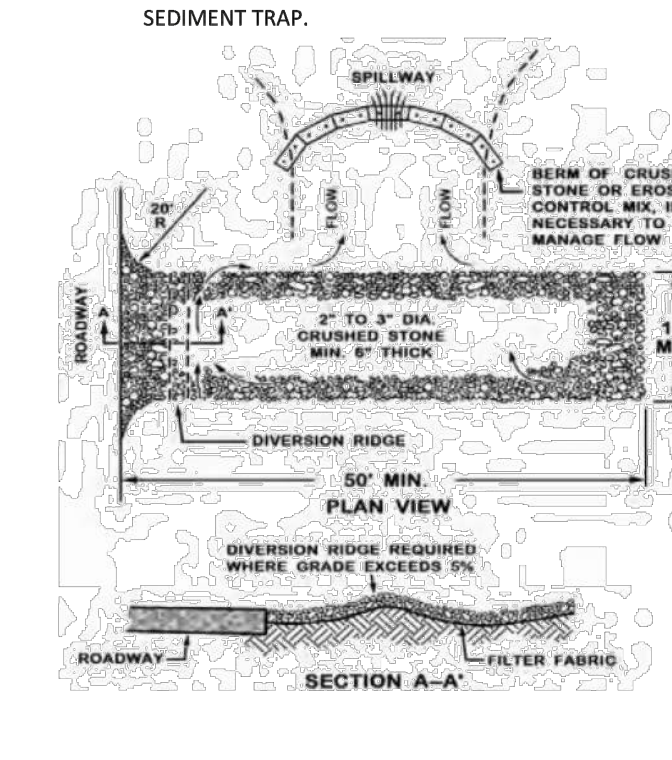 SEDIMENT TRAP.
SPILLWAY
BERM OF CRUS
STONE OR ERO
CONTROL MIX, I
NECESSARY TO
MANAGE FLOW
FLOW
FLOW
20'
R
ROADWAY
A
A'
2" TO 3" DIA.
CRUSHED STONE
MIN. 6" THICK
M
DIVERSION RIDGE
50' MIN.
PLAN VIEW
DIVERSION RIDGE REQUIRED
WHERE GRADE EXCEEDS 5%
ROADWAY
FILTER FABRIC
SECTION A–A'